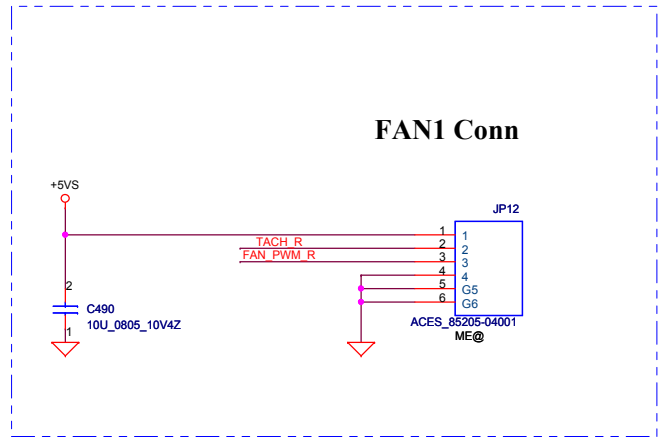 FAN1 Conn
+5VS
JP12
1 1
TACH_R 2 2
FAN_PWM_R 3 3
4 4
5 G5
6 G6
2
C490
10U_0805_10V4Z
1
ACES_85205-04001
ME@